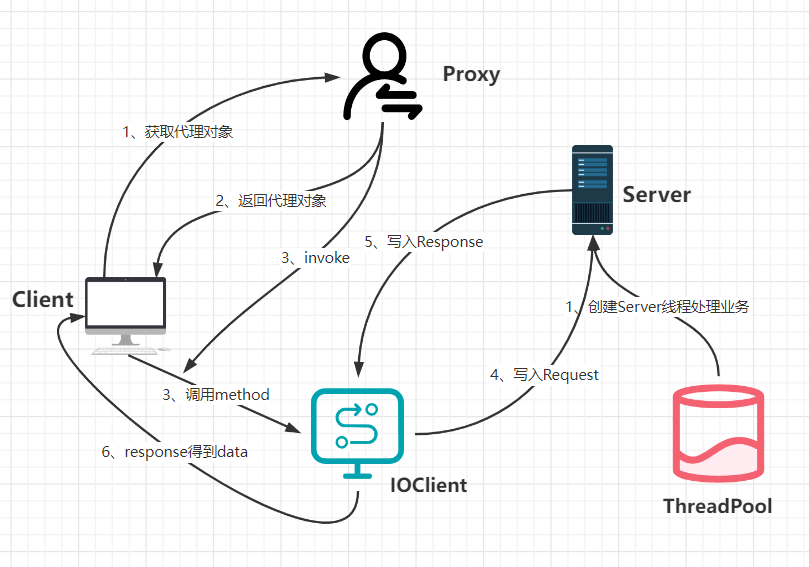 Proxy
1、获取代理对象
2、返回代理对象
Server
5、写入Response
3、invoke
Client
1、创建Server线程处理业务
4、写入Request
3、调用method
6、response得到data
IOClient
ThreadPool